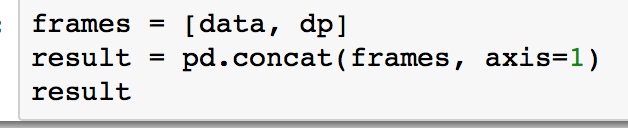 frames = [data, dp]
result = pd.concat(frames, axis=1)
result